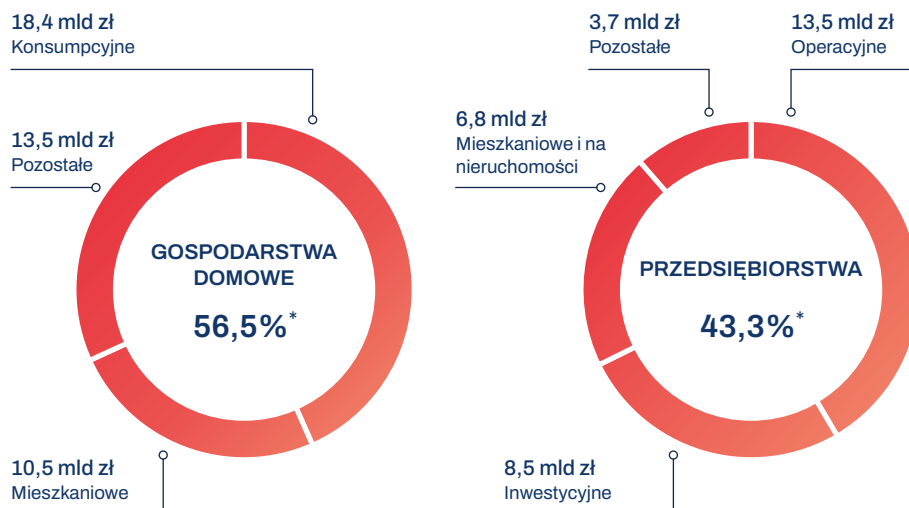 18,4 mld zł
Konsumpcyjne
13,5 mld zł
Pozostałe
GOSPODARSTWA
DOMOWE
56,5%*
10,5 mld zł
Mieszkaniowe
3,7 mld zł
Pozostałe
13,5 mld zł
Operacyjne
6,8 mld zł
Mieszkaniowe i na
nieruchomości
PRZEDSIĘBIORSTWA
43,3%*
8,5 mld zł
Inwestycyjne